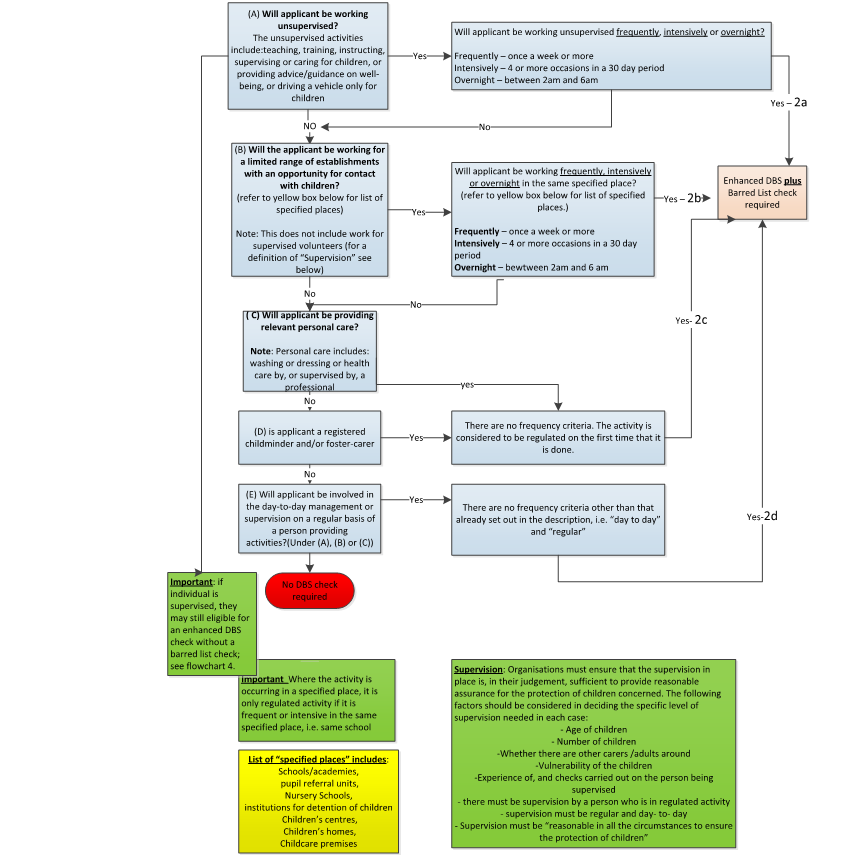 (A) Will applicant be working
unsupervised?
The unsupervised activities
include:teaching, training, instructing,
supervising or caring for children, or
providing advice/guidance on well-
being, or driving a vehicle only for
children
Yes
Will applicant be working unsupervised frequently, intensively or overnight?
Frequently – once a week or more
Intensively – 4 or more occasions in a 30 day period
Overnight – between 2am and 6am
Yes – 2a
NO
No
(B) Will the applicant be working for
a limited range of establishments
with an opportunity for contact
with children?
(refer to yellow box below for list of
specified places)
Note: This does not include work for
supervised volunteers (for a
definition of "Supervision" see
below)
Yes
Will applicant be working frequently, intensively
or overnight in the same specified place?
(refer to yellow box below for list of specified
places.)
Frequently – once a week or more
Intensively – 4 or more occasions in a 30 day
period
Overnight – bewtween 2am and 6 am
Yes – 2b
Enhanced DBS plus
Barred List check
required
No
No
( C) Will applicant be providing
relevant personal care?
Note: Personal care includes:
washing or dressing or health
care by, or supervised by, a
professional
yes
Yes- 2c
No
(D) is applicant a registered
childminder and/or foster-carer
Yes
There are no frequency criteria. The activity is
considered to be regulated on the first time that it
is done.
No
(E) Will applicant be involved in
the day-to-day management or
supervision on a regular basis of
a person providing
activities?(Under (A), (B) or (C))
Yes
There are no frequency criteria other than that
already set out in the description, i.e. "day to day"
and "regular"
Yes-2d
No DBS check
required
Important: if
individual is
supervised, they
may still eligible for
an enhanced DBS
check without a
barred list check;
see flowchart 4.
Important Where the activity is
occurring in a specified place, it is
only regulated activity if it is
frequent or intensive in the same
specified place, i.e. same school
List of "specified places" includes:
Schools/academies,
pupil referral units,
Nursery Schools,
institutions for detention of children
Children's centres,
Children's homes,
Childcare premises
Supervision: Organisations must ensure that the supervision in
place is, in their judgement, sufficient to provide reasonable
assurance for the protection of children concerned. The following
factors should be considered in deciding the specific level of
supervision needed in each case:
- Age of children
- Number of children
-Whether there are other carers /adults around
-Vulnerability of the children
-Experience of, and checks carried out on the person being
supervised
- there must be supervision by a person who is in regulated activity
- supervision must be regular and day- to- day
- Supervision must be "reasonable in all the circumstances to ensure
the protection of children"